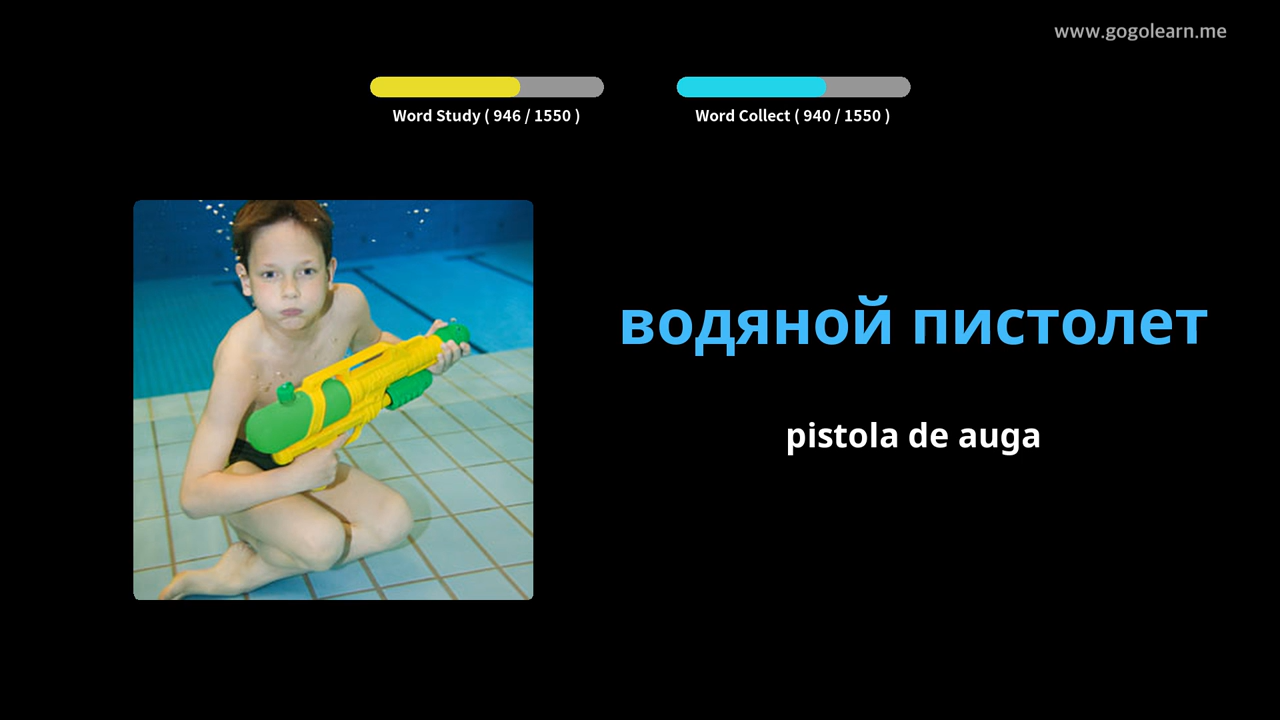 www.gogolearn.me
Word Study ( 946 / 1550 )
Word Collect ( 940 / 1550 )
водяной пистолет
pistola de auga